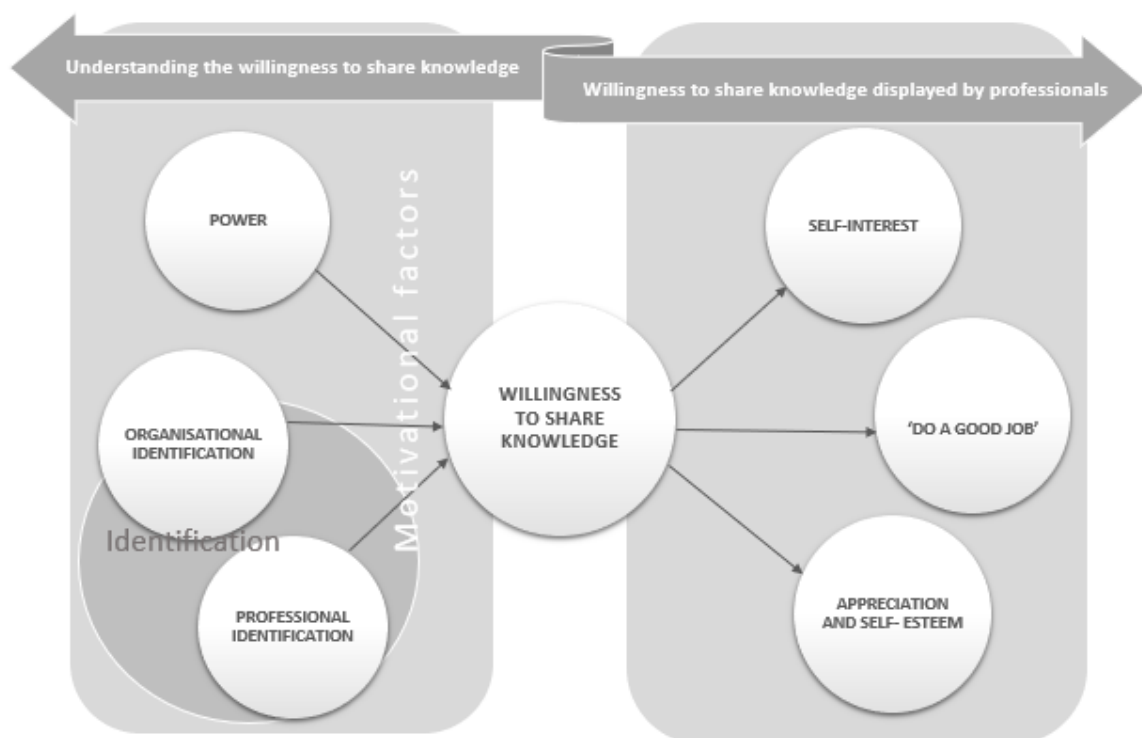 Understanding the willingness to share knowledge
Willingness to share knowledge displayed by professionals
POWER
Motivational factors
ORGANISATIONAL
IDENTIFICATION
Identification
PROFESSIONAL
IDENTIFICATION
WILLINGNESS
TO SHARE
KNOWLEDGE
SELF-INTEREST
'DO A GOOD JOB'
APPRECIATION
AND SELF- ESTEEM